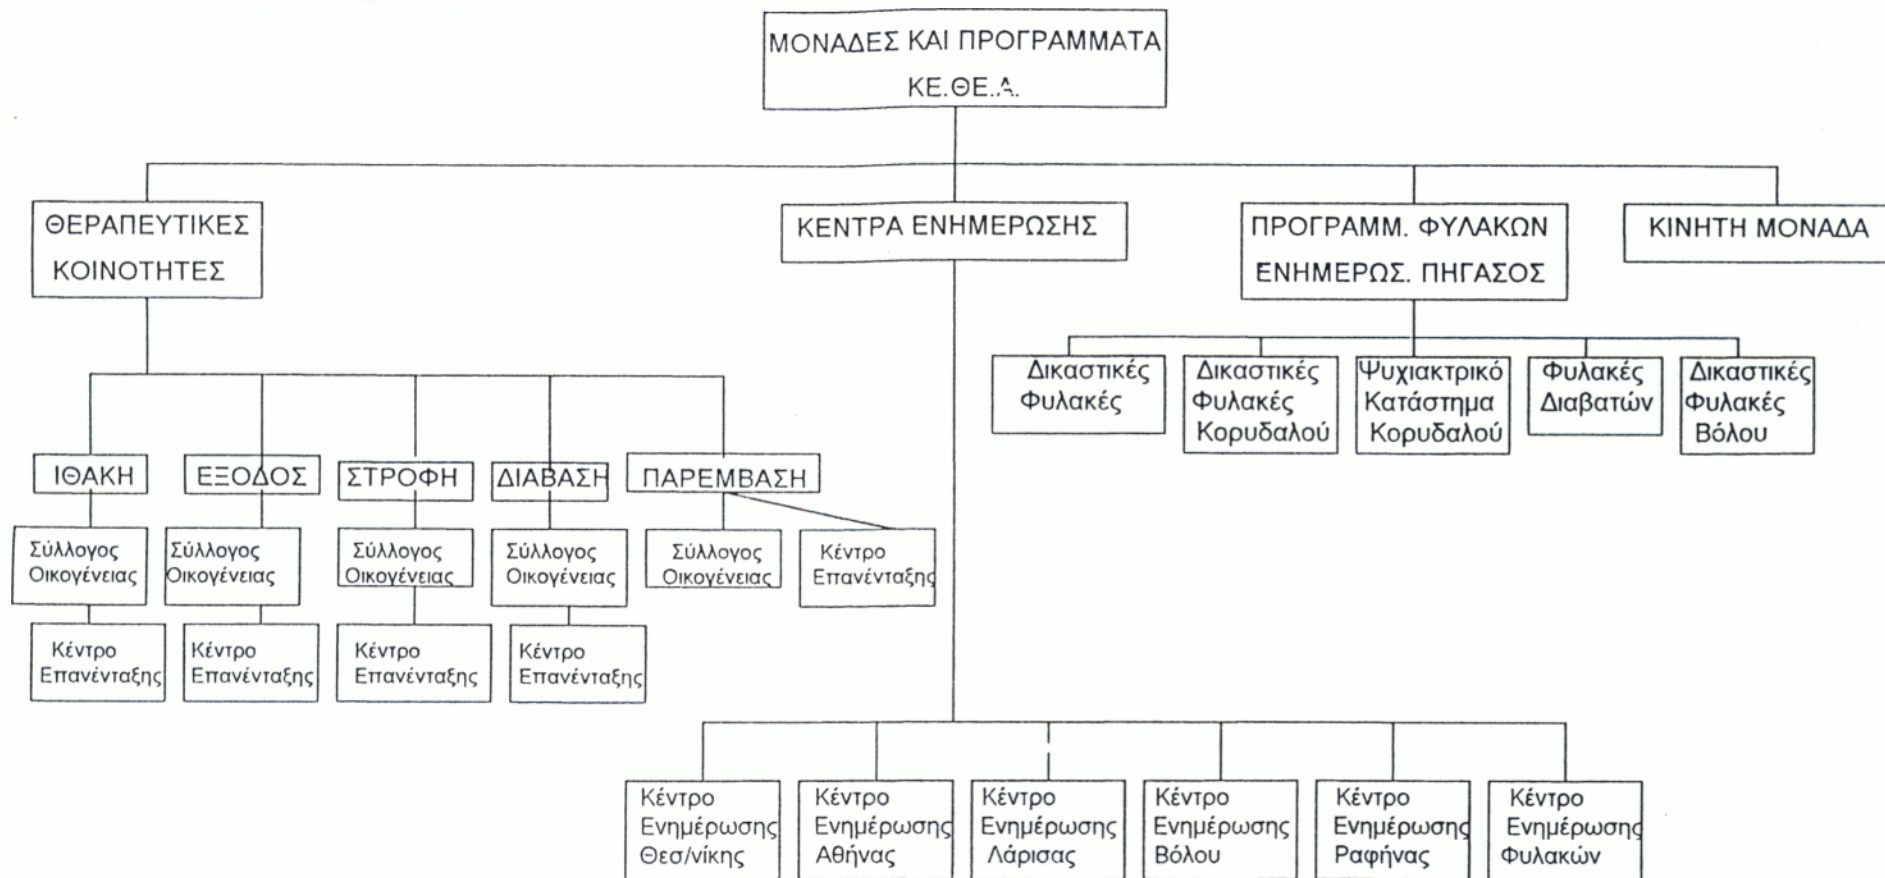 ΜΟΝΑΔΕΣ ΚΑΙ ΠΡΟΓΡΑΜΜΑΤΑ
ΚΕ.ΘΕ.Α.
ΘΕΡΑΠΕΥΤΙΚΕΣ
ΚΟΙΝΟΤΗΤΕΣ
ΚΕΝΤΡΑ ΕΝΗΜΕΡΩΣΗΣ
ΠΡΟΓΡΑΜΜ. ΦΥΛΑΚΩΝ
ΕΝΗΜΕΡΩΣ. ΠΗΓΑΣΟΣ
ΚΙΝΗΤΗ ΜΟΝΑΔΑ
Δικαστικές
Φυλακές
Δικαστικές
Φυλακές
Κορυδαλού
Ψυχιακτρικό
Κατάστημα
Κορυδαλού
Φυλακές
Διαβατών
Δικαστικές
Φυλακές
Βόλου
ΙΘΑΚΗ
ΕΞΟΔΟΣ
ΣΤΡΟΦΗ
ΔΙΑΒΑΣΗ
ΠΑΡΕΜΒΑΣΗ
Σύλλογος
Οικογένειας
Σύλλογος
Οικογένειας
Σύλλογος
Οικογένειας
Σύλλογος
Οικογένειας
Σύλλογος
Οικογένειας
Κέντρο
Επανένταξης
Κέντρο
Επανένταξης
Κέντρο
Επανένταξης
Κέντρο
Επανένταξης
Κέντρο
Επανένταξης
Κέντρο
Ενημέρωσης
Θεσ/νίκης
Κέντρο
Ενημέρωσης
Αθήνας
Κέντρο
Ενημέρωσης
Λάρισας
Κέντρο
Ενημέρωσης
Βόλου
Κέντρο
Ενημέρωσης
Ραφήνας
Κέντρο
Ενημέρωσης
Φυλακών